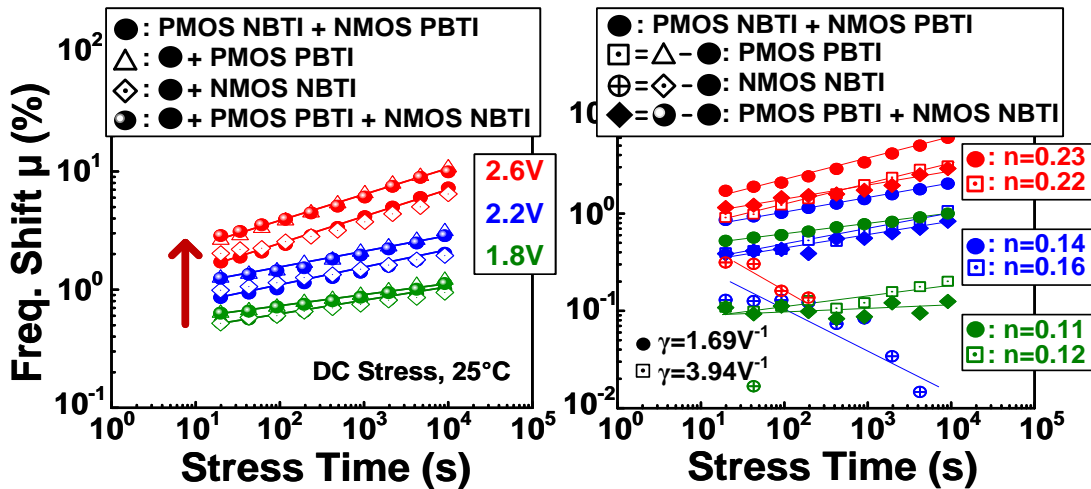 ●: PMOS NBTI + NMOS PBTI
△: ●+ PMOS PBTI
: ●+ NMOS NBTI
: ●+ PMOS PBTI + NMOS NBTI
Freq. Shift μ (%)
10²
10¹
10⁰
10⁻¹
2.6V
2.2V
1.8V
DC Stress, 25°C
10⁰ 10¹ 10² 10³ 10⁴ 10⁵
Stress Time (s)
●: PMOS NBTI + NMOS PBTI
⊡=△−●: PMOS PBTI
⊕=⟐−●: NMOS NBTI
◆=−●: PMOS PBTI + NMOS NBTI
10¹
10⁰
10⁻¹
10⁻²
●: n=0.23
⊡: n=0.22
●: n=0.14
⊡: n=0.16
●: n=0.11
⊡: n=0.12
● γ=1.69V⁻¹
⊡ γ=3.94V⁻¹
10⁰ 10¹ 10² 10³ 10⁴ 10⁵
Stress Time (s)